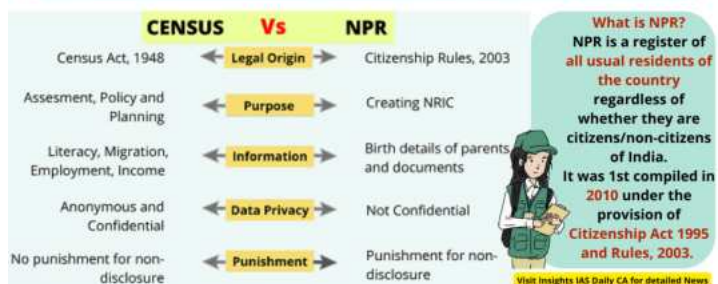 CENSUS Vs NPR
Census Act, 1948 Legal Origin Citizenship Rules, 2003
Assesment, Policy and
Planning
Purpose Creating NRIC
Literacy, Migration,
Employment, Income
Information
Birth details of parents
and documents
Anonymous and
Confidential
Data Privacy Not Confidential
No punishment for non-
disclosure
Punishment
Punishment for non-
disclosure
What is NPR?
NPR is a register of
all usual residents of
the country
regardless of
whether they are
citizens/non-citizens
of India.
It was 1st compiled in
2010 under the
provision of
Citizenship Act 1995
and Rules, 2003.
Visit Insights IAS Daily CA for detailed News